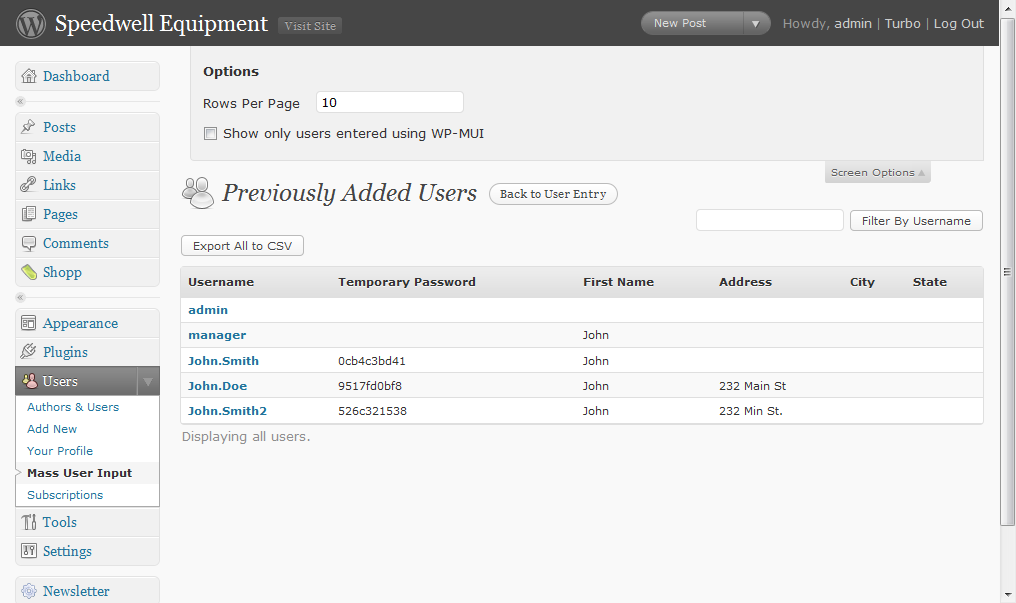 Speedwell Equipment Visit Site New Post Howdy, admin | Turbo | Log Out
Dashboard
Posts
Media
Links
Pages
Comments
Shopp
Appearance
Plugins
Users
Authors & Users
Add New
Your Profile
Mass User Input
Subscriptions
Tools
Settings
Newsletter
Options
Rows Per Page 10
Show only users entered using WP-MUI
Screen Options
Previously Added Users Back to User Entry
Filter By Username
Export All to CSV
Username Temporary Password First Name Address City State
admin
manager John
John.Smith 0cb4c3bd41 John
John.Doe 9517fd0bf8 John 232 Main St
John.Smith2 526c321538 John 232 Min St.
Displaying all users.